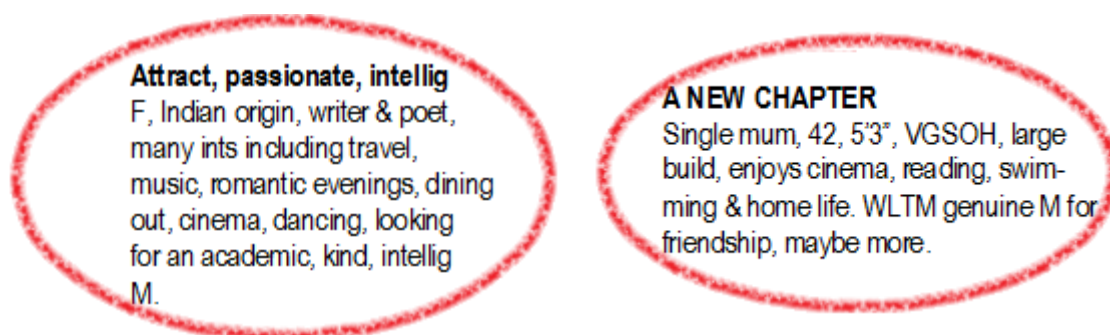 Attract, passionate, intellig
F, Indian origin, writer & poet,
many ints including travel,
music, romantic evenings, dining
out, cinema, dancing, looking
for an academic, kind, intellig
M.
A NEW CHAPTER
Single mum, 42, 5'3”, VGSOH, large
build, enjoys cinema, reading, swim-
ming & home life. WLTM genuine M for
friendship, maybe more.